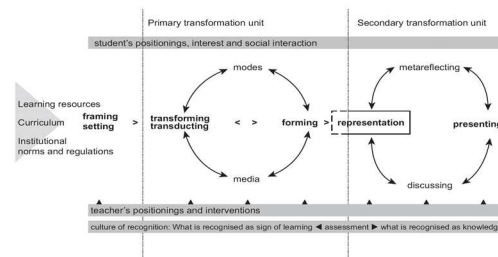 Primary transformation unit
Secondary transformation unit
student's positionings, interest and social interaction
modes
metareflecting
Learning resources
Curriculum
Institutional
norms and regulations
framing
setting
>
transforming
transducting
< >
forming >
representation
presenting
media
discussing
teacher's positionings and interventions
culture of recognition: What is recognised as sign of learning ◄ assessment ► what is recognised as knowledg